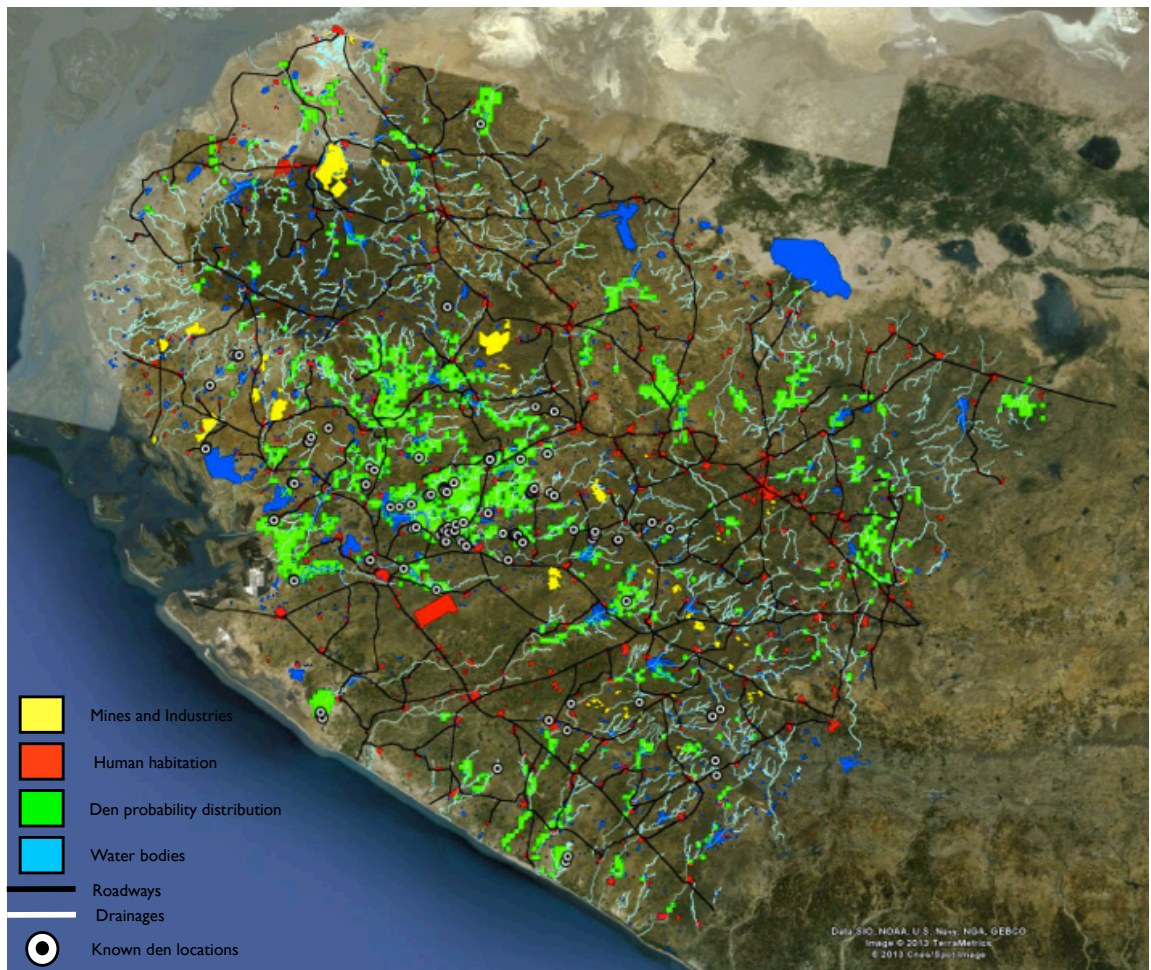 Mines and Industries
Human habitation
Den probability distribution
Water bodies
Roadways
Drainages
Known den locations
Data SIO, NOAA, U.S. Navy, NGA, GEBCO
Image © 2013 TerraMetrics
© 2013 Cnes/Spot Image